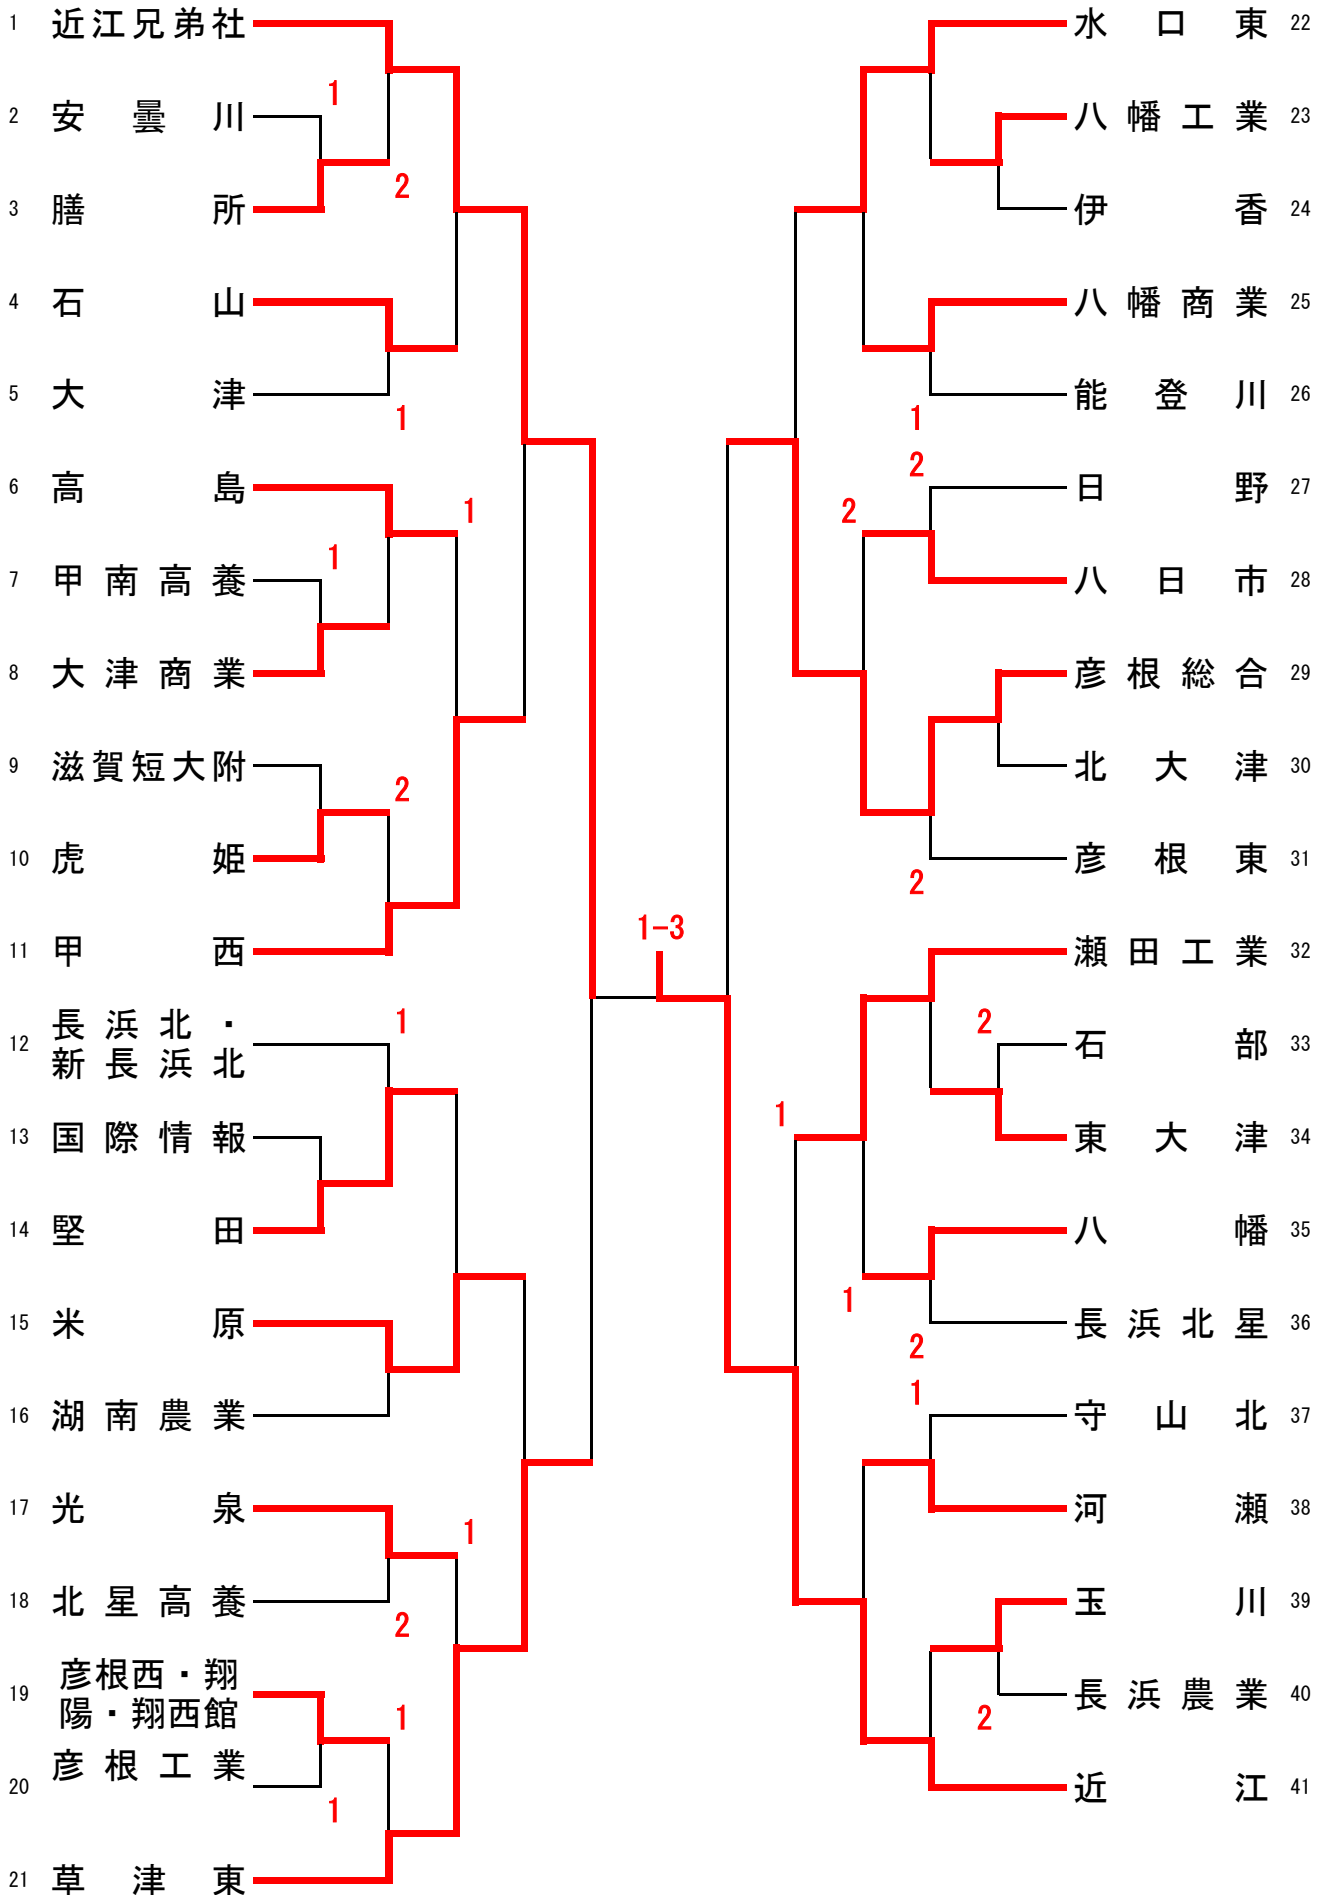 1 近江兄弟社
1
2 安曇川
2
3 膳所
4 石山
5 大津
1
6 高島
1
1
7 甲南高養
8 大津商業
9 滋賀短大附
2
10 虎姫
11 甲西
1
12 長浜北・
新長浜北
13 国際情報
14 堅田
15 米原
16 湖南農業
17 光泉
1
18 北星高養
2
19 彦根西・翔
陽・翔西館
1
20 彦根工業
1
21 草津東
1-3
水口東 22
八幡工業 23
伊香 24
八幡商業 25
能登川 26
1
2
日野 27
2
八日市 28
彦根総合 29
北大津 30
彦根東 31
2
瀬田工業 32
2
石部 33
1
東大津 34
八幡 35
1
長浜北星 36
2
1
守山北 37
河瀬 38
玉川 39
長浜農業 40
2
近江 41